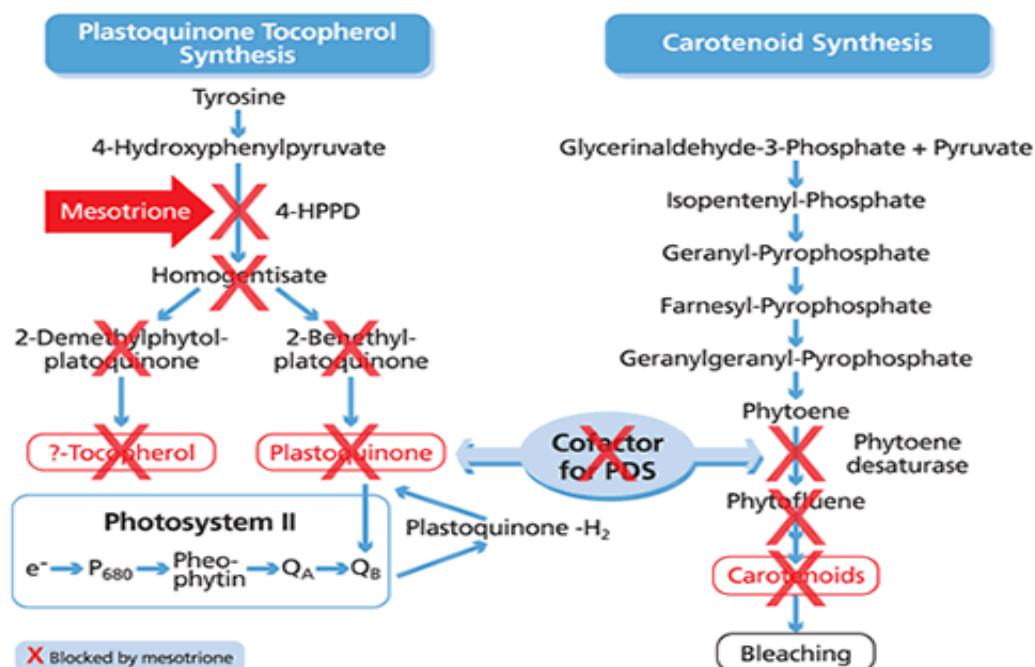 Plastoquinone Tocopherol
Synthesis
Tyrosine
4-Hydroxyphenylpyruvate
Mesotrione
4-HPPD
Homogentisate
2-Demethylphytol-
platoquinone
2-Benethyl-
platoquinone
?-Tocopherol
Plastoquinone
Photosystem II
e⁻
P₆₈₀
Pheo-
phytin
Q_A
Q_B
Plastoquinone -H₂
X Blocked by mesotrione
Cofactor
for PDS
Carotenoid Synthesis
Glycerinaldehyde-3-Phosphate + Pyruvate
Isopentenyl-Phosphate
Geranyl-Pyrophosphate
Farnesyl-Pyrophosphate
Geranylgeranyl-Pyrophosphate
Phytoene
Phytoene
desaturase
Phytofluene
Carotenoids
Bleaching